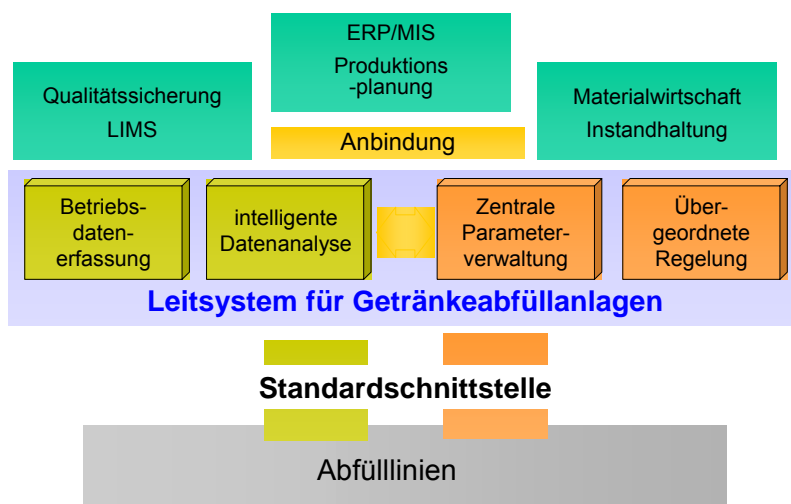 ERP/MIS
Produktions
-planung
Qualitätssicherung
LIMS
Materialwirtschaft
Instandhaltung
Anbindung
Betriebs-
daten-
erfassung
intelligente
Datenanalyse
Zentrale
Parameter-
verwaltung
Über-
geordnete
Regelung
Leitsystem für Getränkeabfüllanlagen
Standardschnittstelle
Abfülllinien